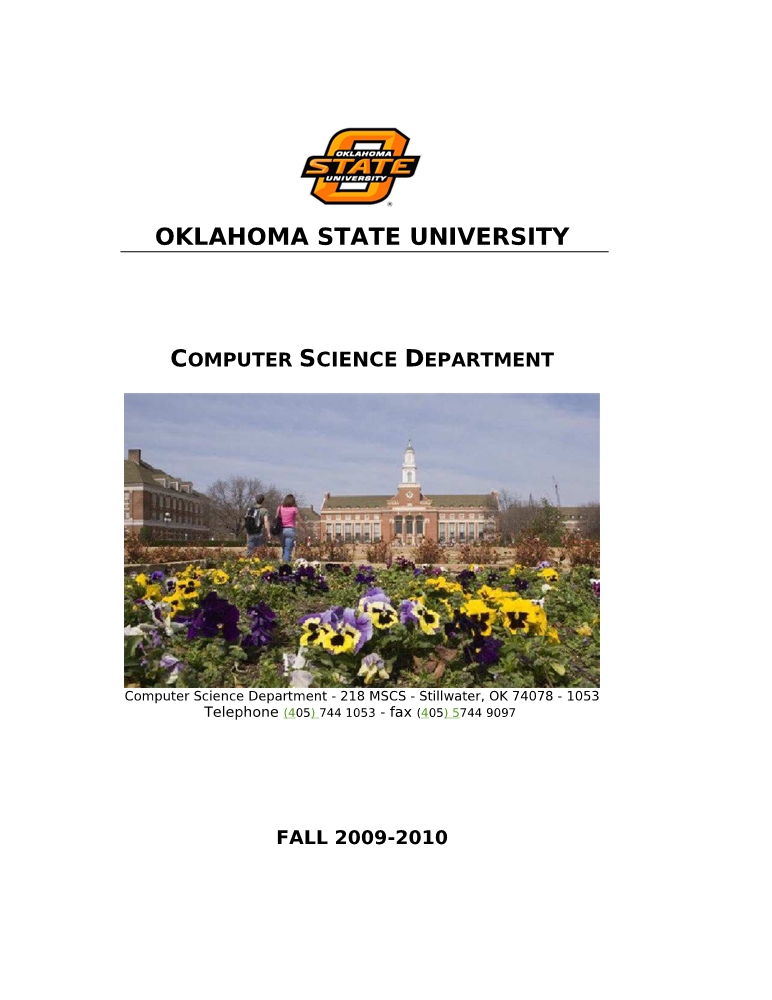 OKLAHOMA
STATE
UNIVERSITY
®
OKLAHOMA STATE UNIVERSITY
COMPUTER SCIENCE DEPARTMENT
Computer Science Department - 218 MSCS - Stillwater, OK 74078 - 1053
Telephone (405) 744 1053 - fax (405) 5744 9097
FALL 2009-2010